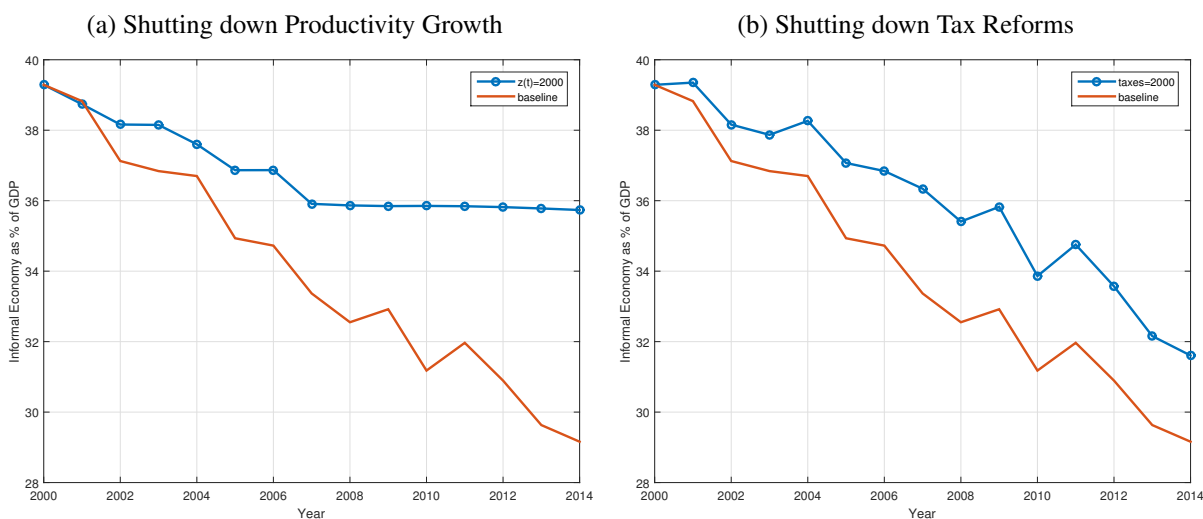 (a) Shutting down Productivity Growth
40
38
36
34
32
30
28
Informal Economy as % of GDP
z(t)=2000
baseline
2000 2002 2004 2006 2008 2010 2012 2014
Year
(b) Shutting down Tax Reforms
40
38
36
34
32
30
28
Informal Economy as % of GDP
taxes=2000
baseline
2000 2002 2004 2006 2008 2010 2012 2014
Year